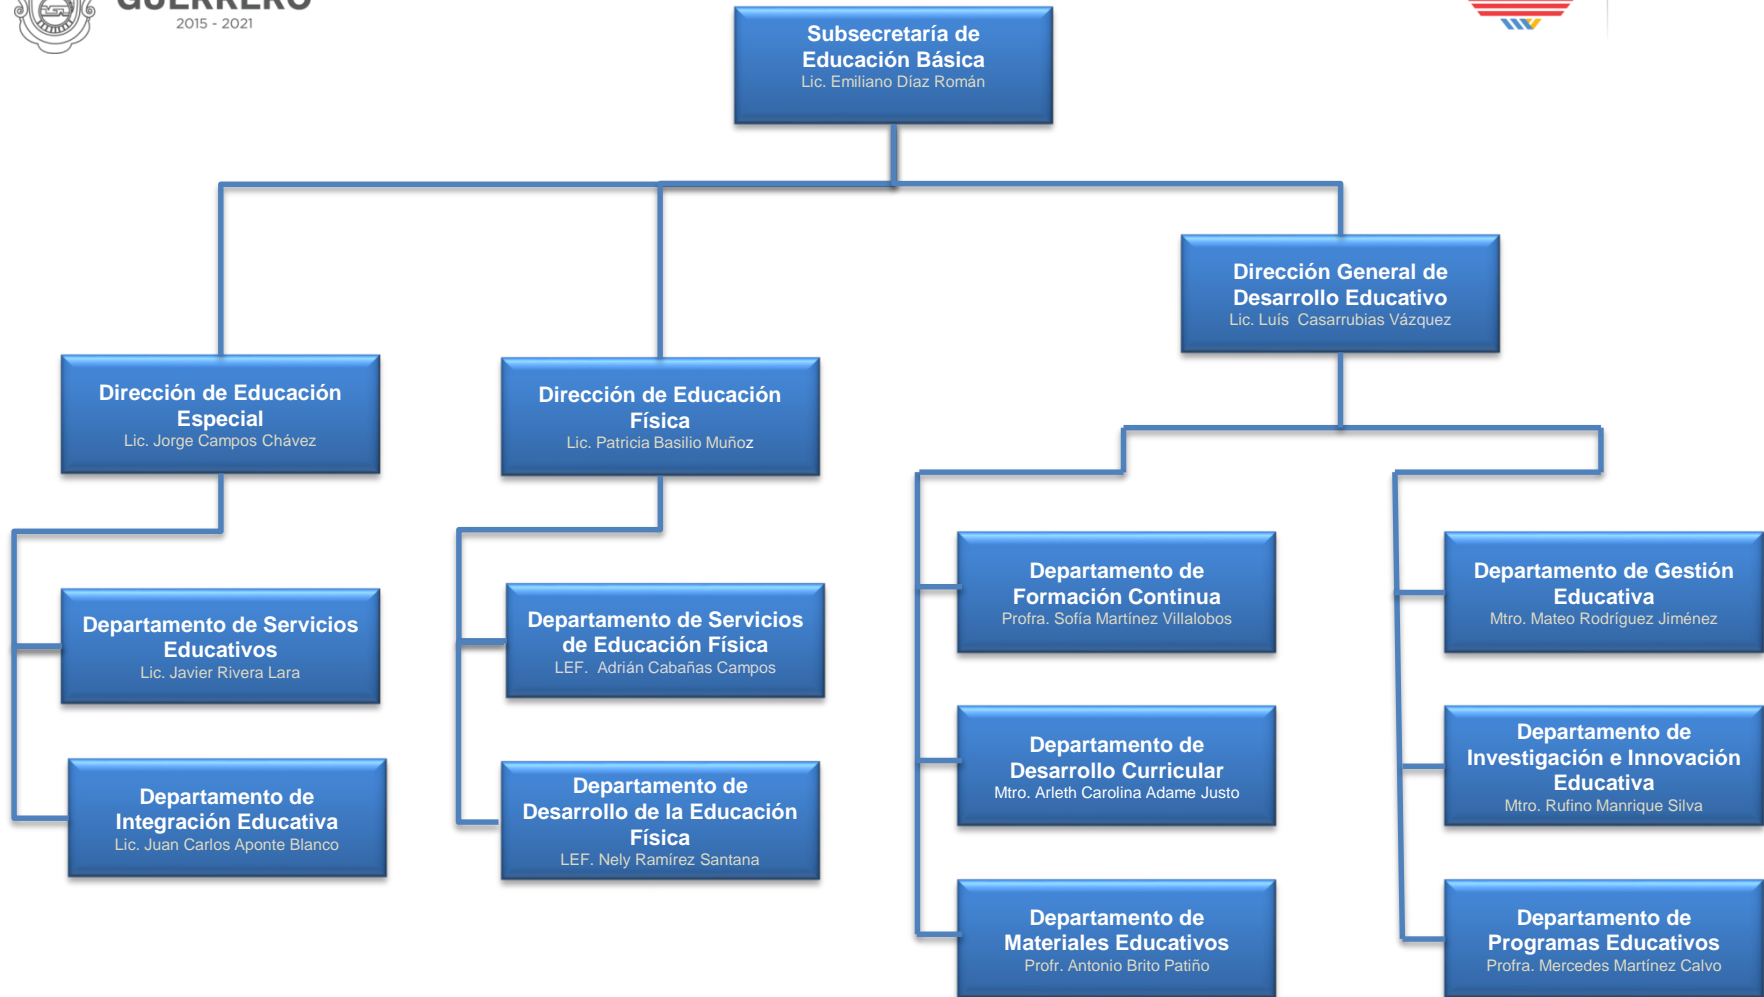 GUERRERO
2015 - 2021
Subsecretaría de
Educación Básica
Lic. Emiliano Díaz Román
Dirección General de
Desarrollo Educativo
Lic. Luís  Casarrubias Vázquez
Dirección de Educación
Especial
Lic. Jorge Campos Chávez
Dirección de Educación
Física
Lic. Patricia Basilio Muñoz
Departamento de Servicios
Educativos
Lic. Javier Rivera Lara
Departamento de Integración Educativa
Lic. Juan Carlos Aponte Blanco
Departamento de Servicios
de Educación Física
LEF.  Adrián Cabañas Campos
Departamento de
Desarrollo de la Educación
Física
LEF. Nely Ramírez Santana
Departamento de
Formación Continua
Profra. Sofía Martínez Villalobos
Departamento de
Desarrollo Curricular
Mtro. Arleth Carolina Adame Justo
Departamento de
Materiales Educativos
Profr. Antonio Brito Patiño
Departamento de Gestión
Educativa
Mtro. Mateo Rodríguez Jiménez
Departamento de
Investigación e Innovación
Educativa
Mtro. Rufino Manrique Silva
Departamento de
Programas Educativos
Profra. Mercedes Martínez Calvo